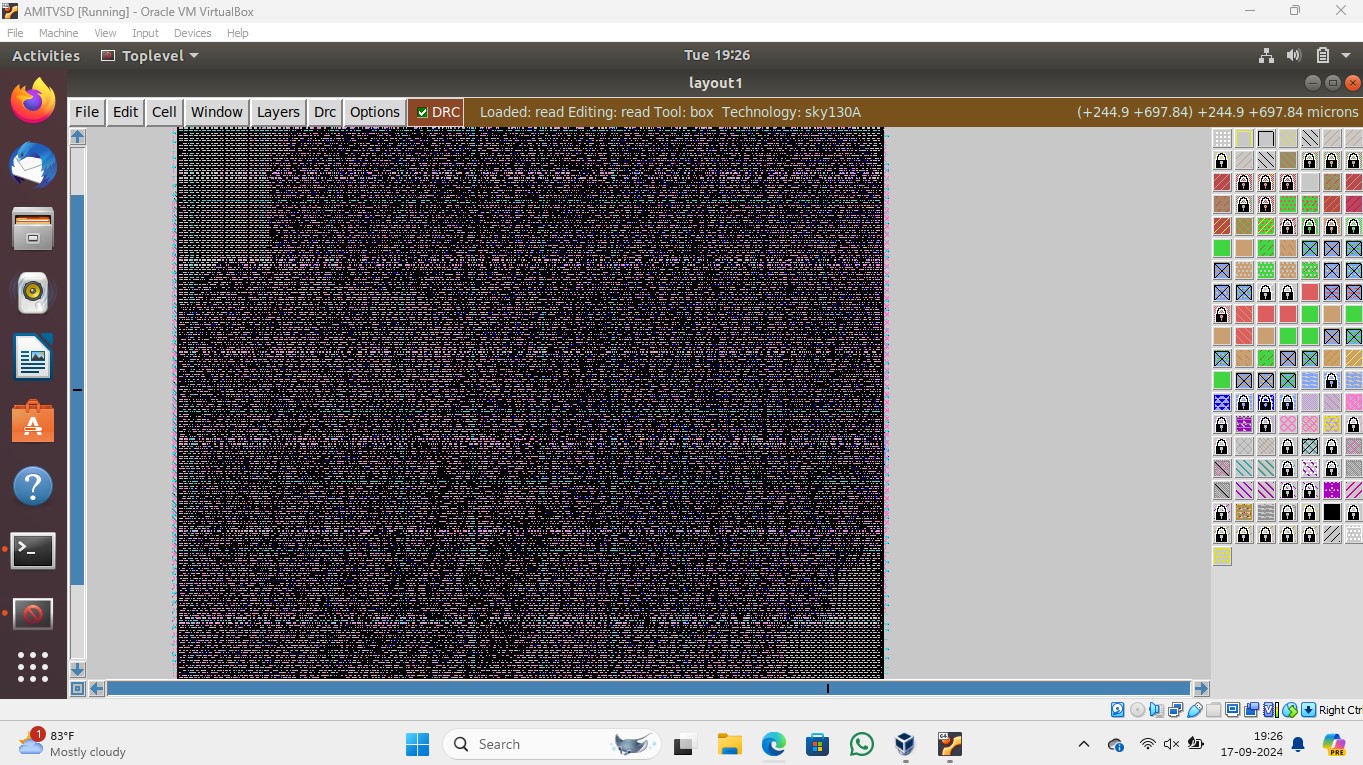 AMITVSD [Running] - Oracle VM VirtualBox
File Machine View Input Devices Help
Activities Toplevel Tue 19:26
layout1
File Edit Cell Window Layers Drc Options DRC Loaded: read Editing: read Tool: box Technology: sky130A (+244.9 +697.84) +244.9 +697.84 microns
Right Ctrl
1 83°F
Mostly cloudy
Search
64
PRE
19:26
17-09-2024